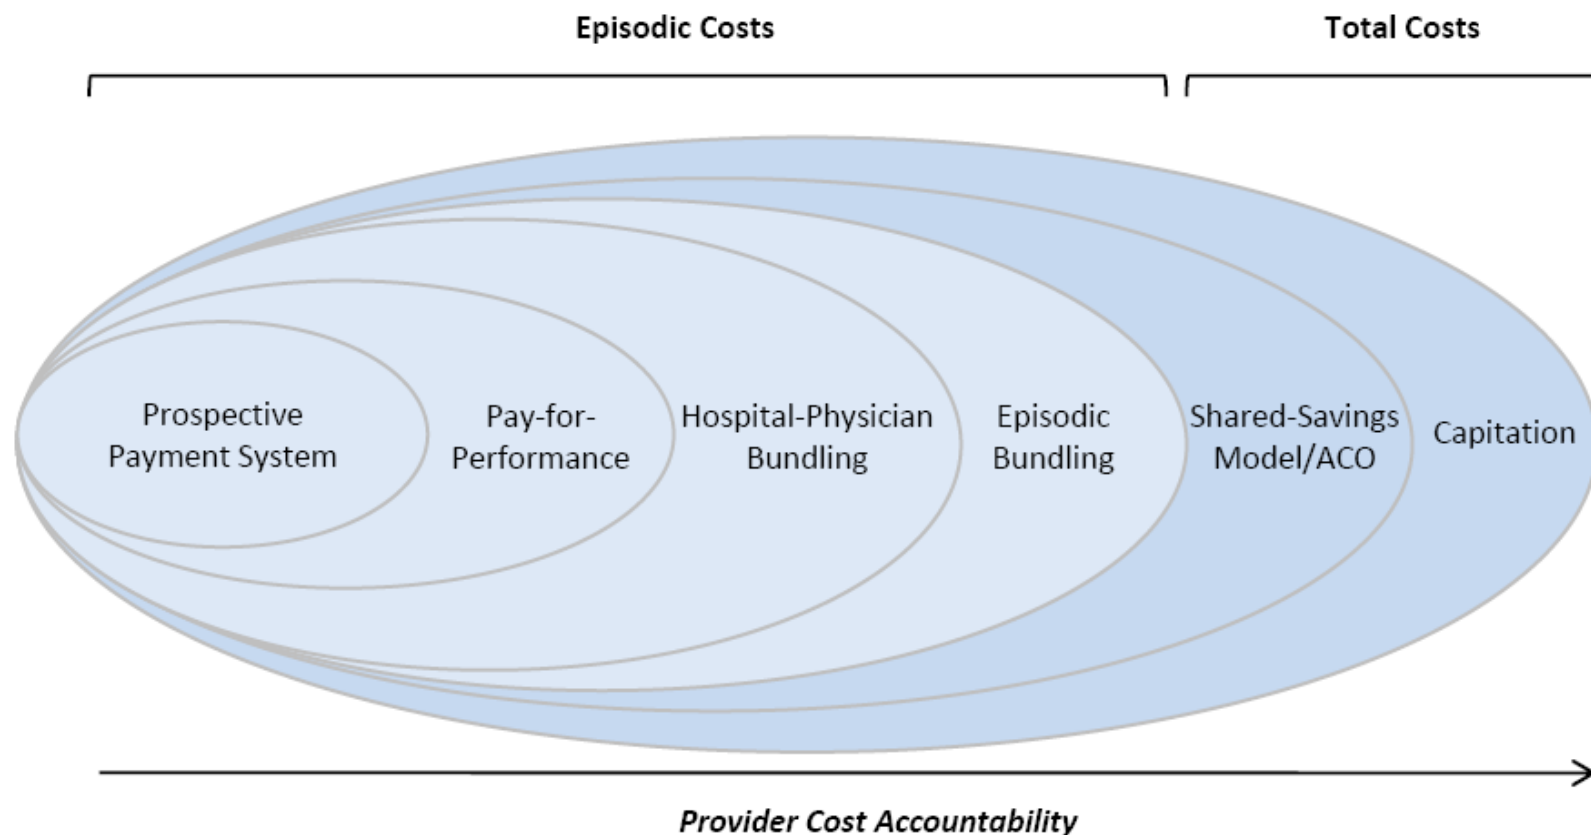 Episodic Costs
Total Costs
Prospective
Payment System
Pay-for-
Performance
Hospital-Physician
Bundling
Episodic
Bundling
Shared-Savings
Model/ACO
Capitation
Provider Cost Accountability